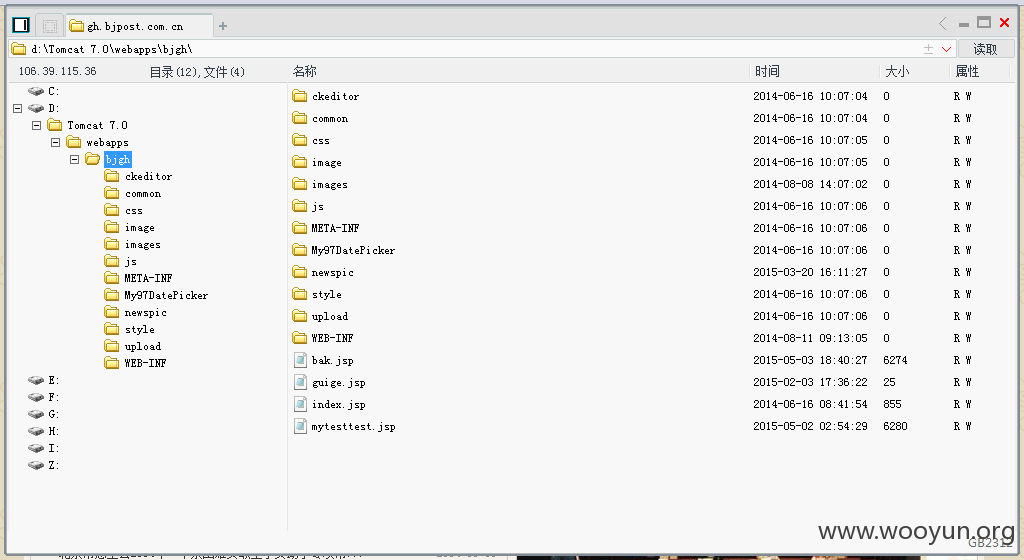 gh.bjpost.com.cn
d:\Tomcat 7.0\webapps\bjgh\
读取
106.39.115.36
目录(12),文件(4)
名称 时间 大小 属性
C:
D:
Tomcat 7.0
webapps
bjgh
ckeditor
common
css
image
images
js
META-INF
My97DatePicker
newspic
style
upload
WEB-INF
E:
F:
G:
H:
I:
Z:
ckeditor 2014-06-16 10:07:04 0 R W
common 2014-06-16 10:07:04 0 R W
css 2014-06-16 10:07:05 0 R W
image 2014-06-16 10:07:05 0 R W
images 2014-08-08 14:07:02 0 R W
js 2014-06-16 10:07:06 0 R W
META-INF 2014-06-16 10:07:06 0 R W
My97DatePicker 2014-06-16 10:07:06 0 R W
newspic 2015-03-20 16:11:27 0 R W
style 2014-06-16 10:07:06 0 R W
upload 2014-06-16 10:07:06 0 R W
WEB-INF 2014-08-11 09:13:05 0 R W
bak.jsp 2015-05-03 18:40:27 6274 R W
guige.jsp 2015-02-03 17:36:22 25 R W
index.jsp 2014-06-16 08:41:54 855 R W
mytesttest.jsp 2015-05-02 02:54:29 6280 R W
www.wooyun.org
GB2312